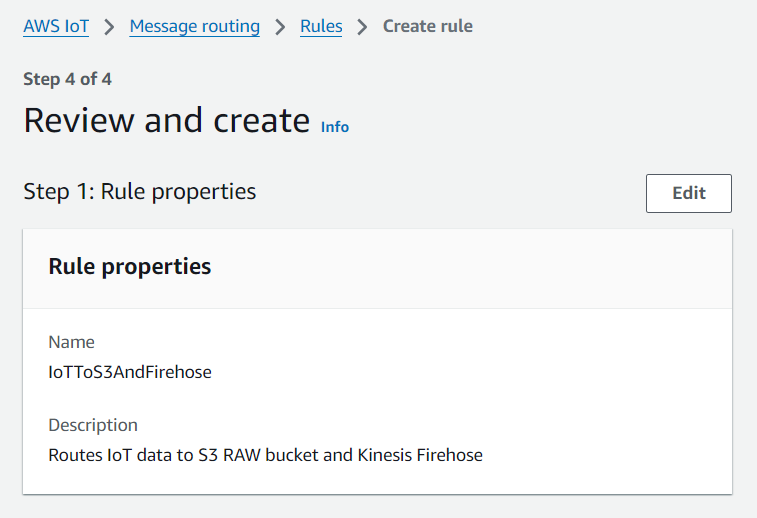 AWS IoT > Message routing > Rules > Create rule
Step 4 of 4
Review and create Info
Step 1: Rule properties Edit
Rule properties
Name
IoTToS3AndFirehose
Description
Routes IoT data to S3 RAW bucket and Kinesis Firehose